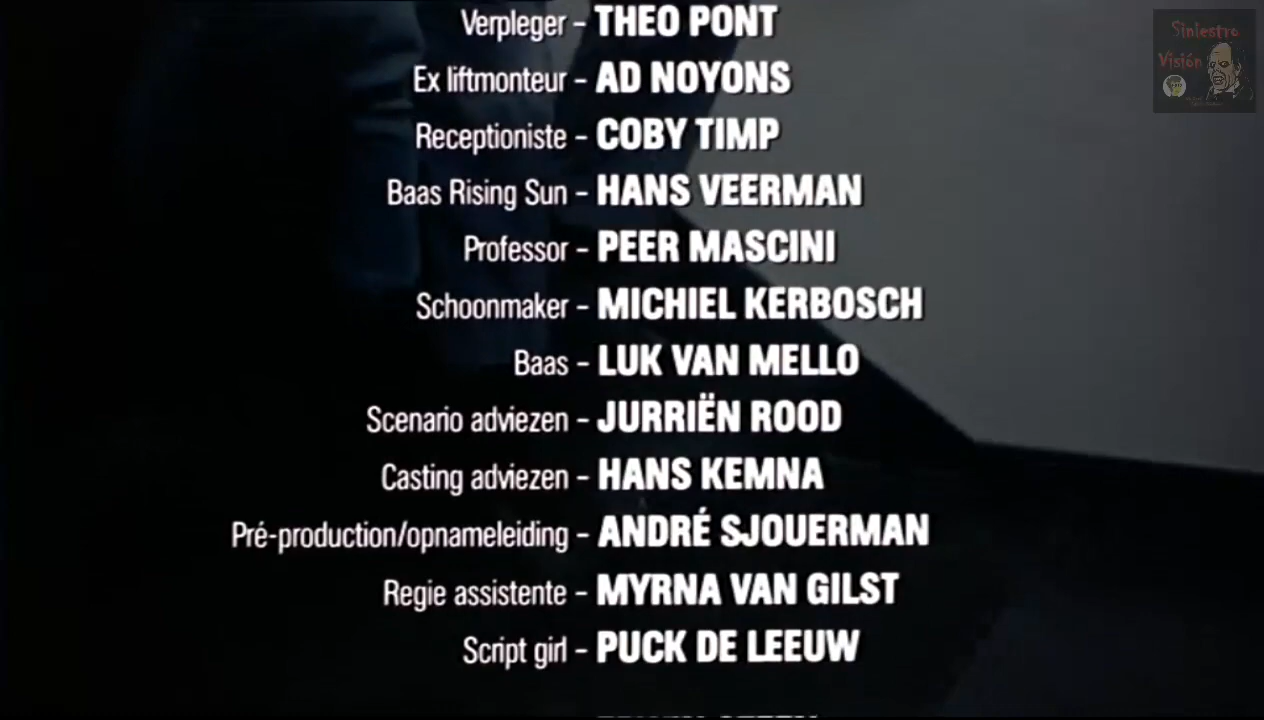 Verpleger - THEO PONT
Ex liftmonteur - AD NOYONS
Receptioniste - COBY TIMP
Baas Rising Sun - HANS VEERMAN
Professor - PEER MASCINI
Schoonmaker - MICHIEL KERBOSCH
Baas - LUK VAN MELLO
Scenario adviezen - JURRIËN ROOD
Casting adviezen - HANS KEMNA
Pré-production/opnameleiding - ANDRÉ SJOUERMAN
Regie assistente - MYRNA VAN GILST
Script girl - PUCK DE LEEUW
Siniestro
Visión